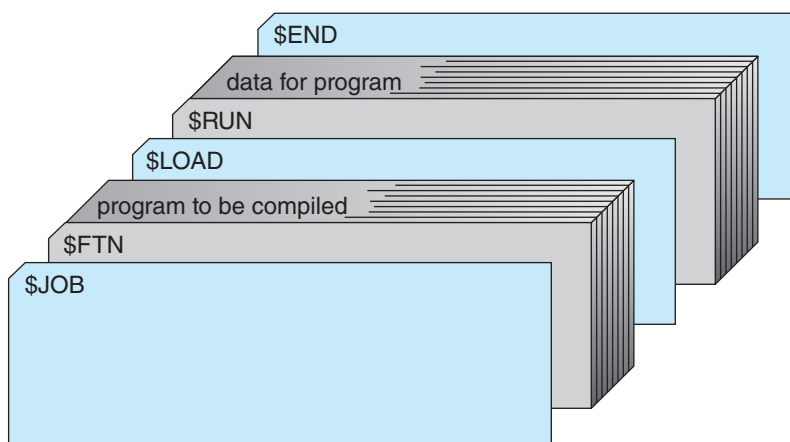 $END
data for program
$RUN
$LOAD
program to be compiled
$FTN
$JOB